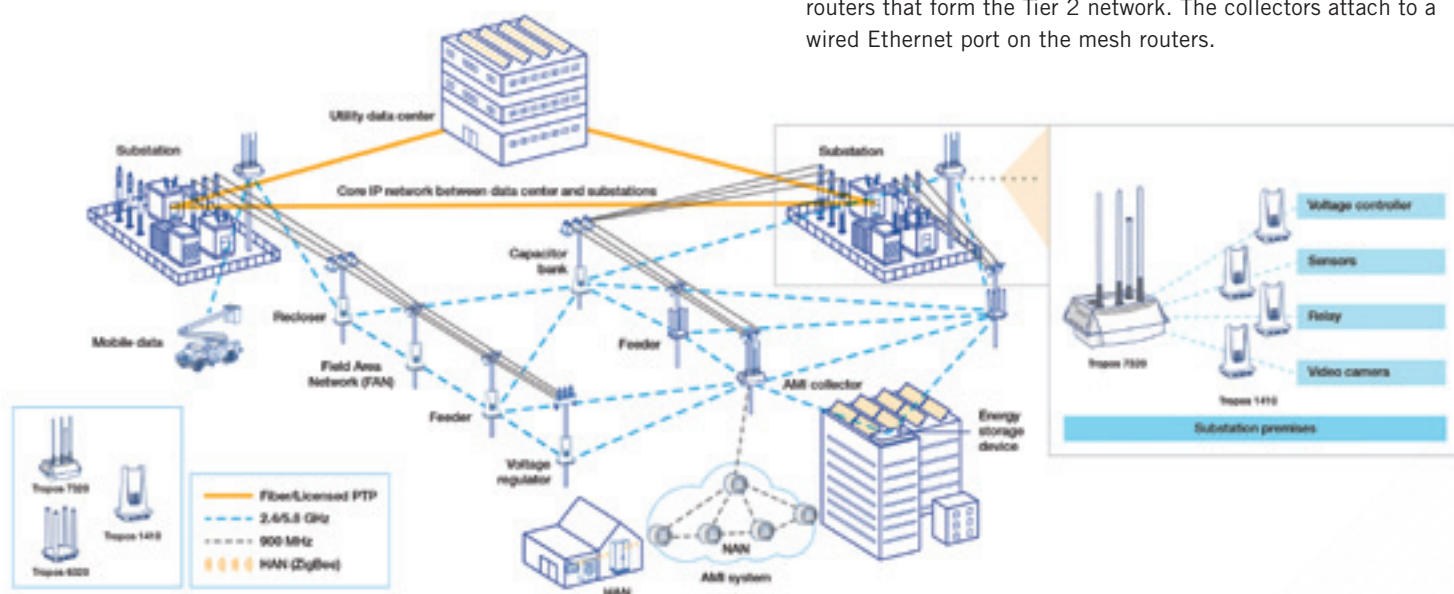 routers that form the Tier 2 network. The collectors attach to a
wired Ethernet port on the mesh routers.
Utility data center
Substation
Substation
Core IP network between data center and substations
Capacitor
bank
Recloser
Mobile data
Field Area
Network (FAN)
Feeder
Feeder
AMI collector
Voltage
regulator
Energy
storage
device
Voltage controller
Sensors
Relay
Video camera
Tropos 7320
Tropos 1410
Substation premises
Tropos 7320
Tropos 1410
Tropos 6320
Fiber/Licensed PTP
2.4/5.8 GHz
900 MHz
HAN (ZigBee)
NAN
AMI system
HAN